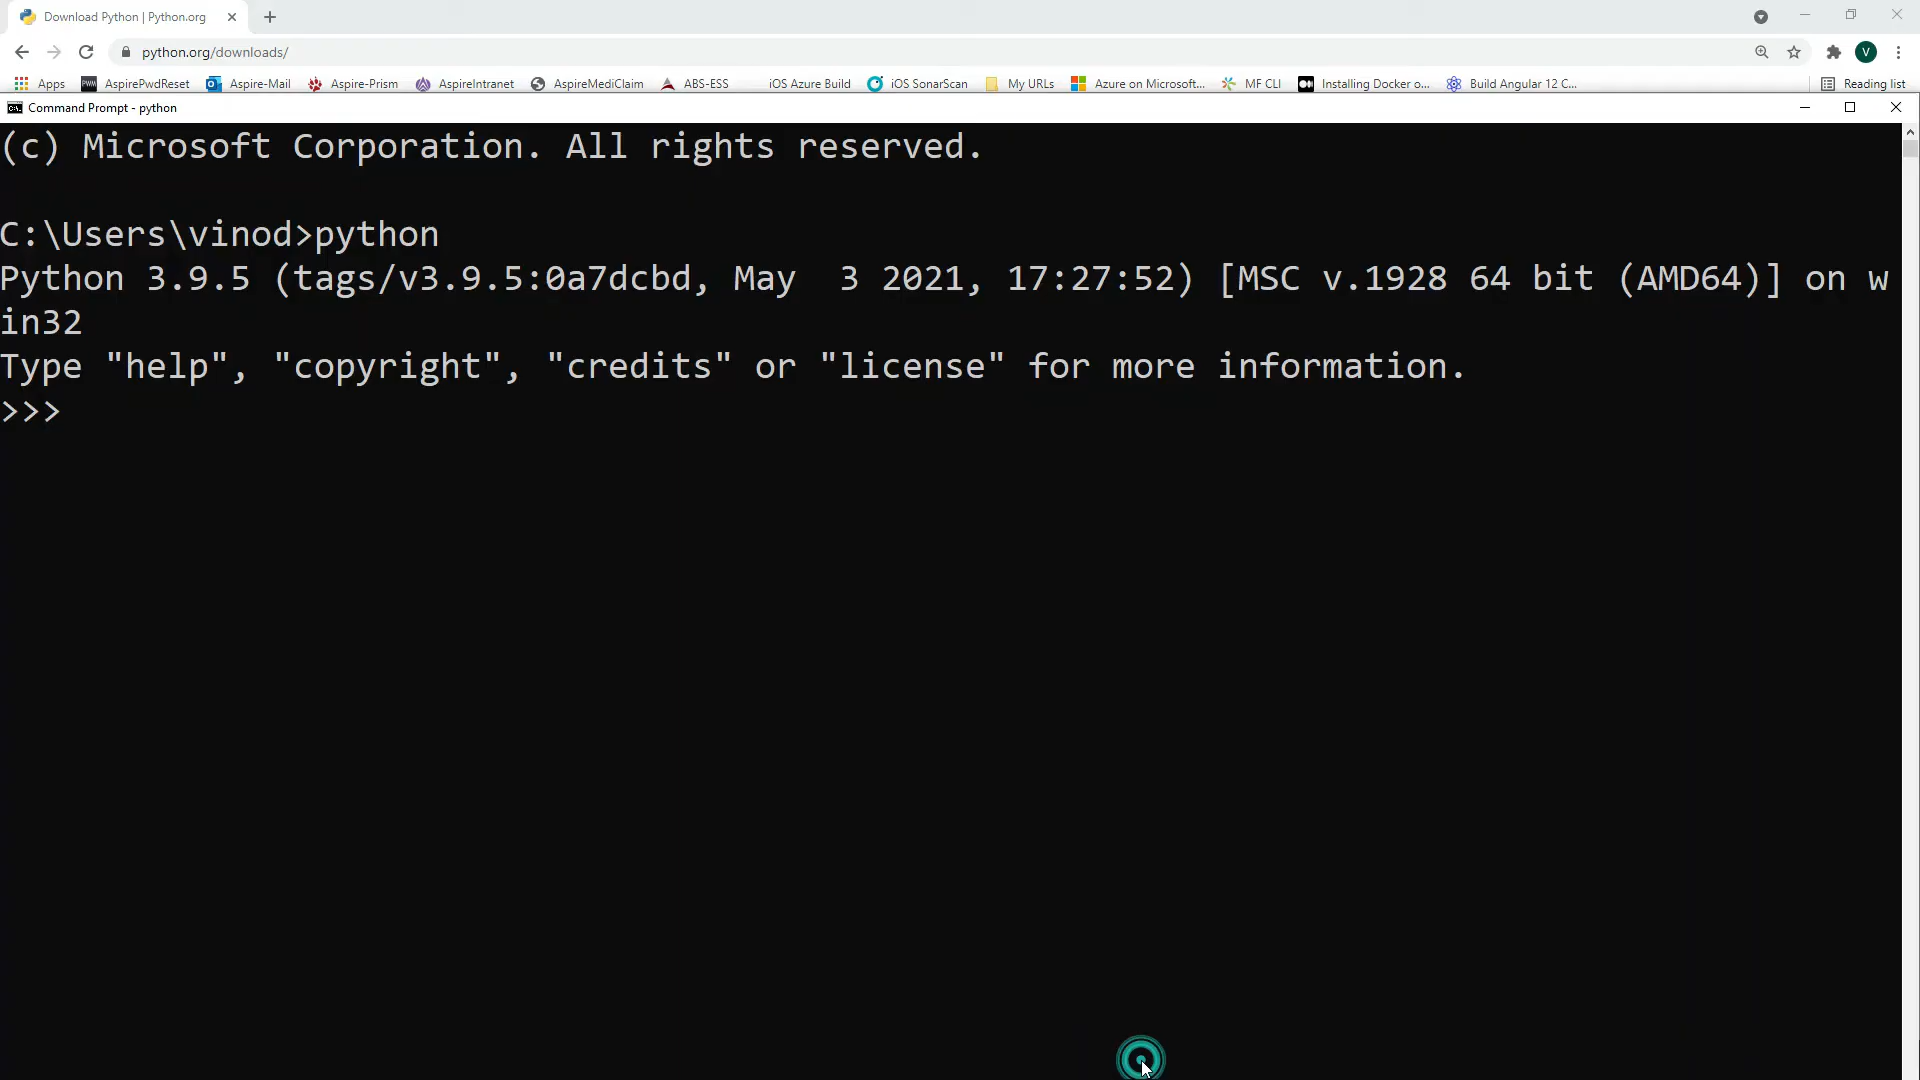 Download Python | Python.org
python.org/downloads/
V
Apps
PWM
AspirePwdReset
Aspire-Mail
Aspire-Prism
AspireIntranet
AspireMediClaim
ABS-ESS
iOS Azure Build
iOS SonarScan
My URLs
Azure on Microsoft...
MF CLI
Installing Docker o...
Build Angular 12 C...
Reading list
Command Prompt - python
(c) Microsoft Corporation. All rights reserved.
C:\Users\vinod>python
Python 3.9.5 (tags/v3.9.5:0a7dcbd, May  3 2021, 17:27:52) [MSC v.1928 64 bit (AMD64)] on w
in32
Type "help", "copyright", "credits" or "license" for more information.
>>>